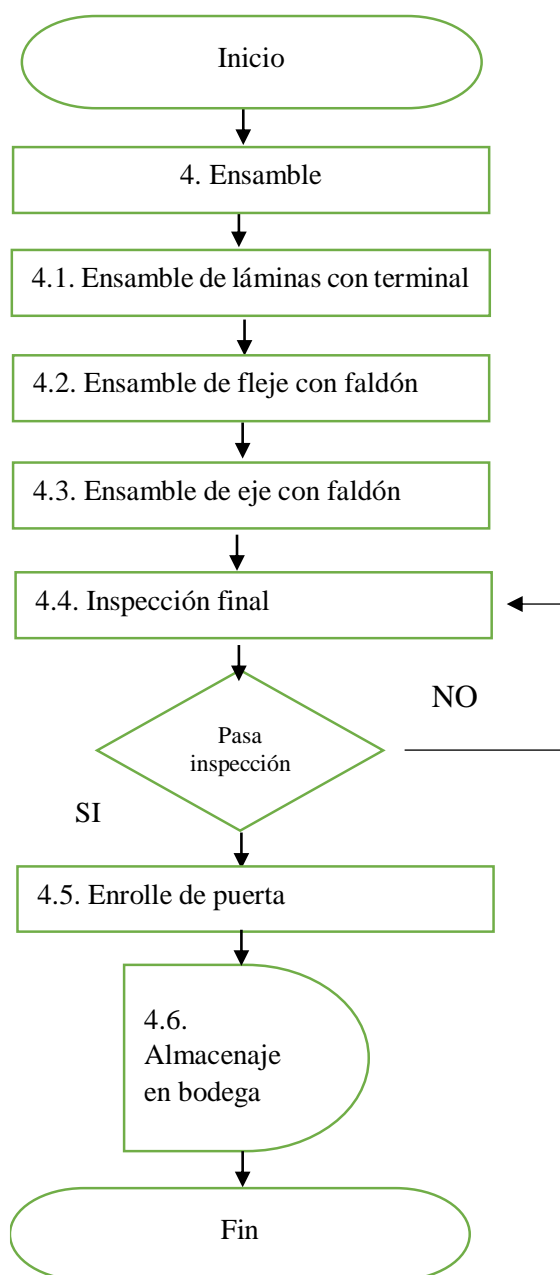 Inicio
4. Ensamble
4.1. Ensamble de láminas con terminal
4.2. Ensamble de fleje con faldón
4.3. Ensamble de eje con faldón
4.4. Inspección final
NO
Pasa
inspección
SI
4.5. Enrolle de puerta
4.6.
Almacenaje
en bodega
Fin